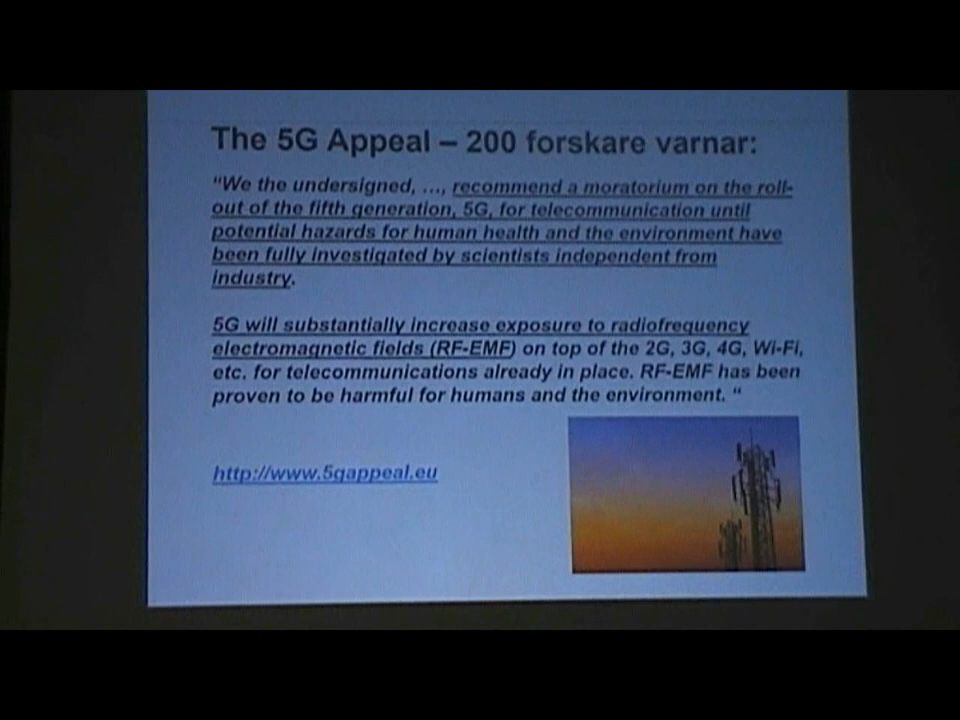 The 5G Appeal – 200 forskare varnar:
"We the undersigned, ..., recommend a moratorium on the roll-
out of the fifth generation, 5G, for telecommunication until
potential hazards for human health and the environment have
been fully investigated by scientists independent from
industry.
5G will substantially increase exposure to radiofrequency
electromagnetic fields (RF-EMF) on top of the 2G, 3G, 4G, Wi-Fi,
etc. for telecommunications already in place. RF-EMF has been
proven to be harmful for humans and the environment. "
http://www.5gappeal.eu